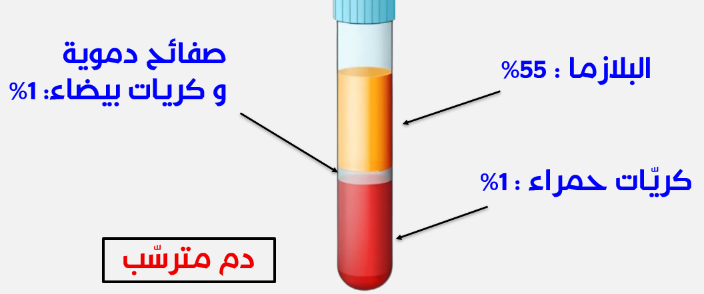 صفائح دموية
و كريات بيضاء: 1%
البلازما : 55%
كريّات حمراء : 1%
دم مترسّب